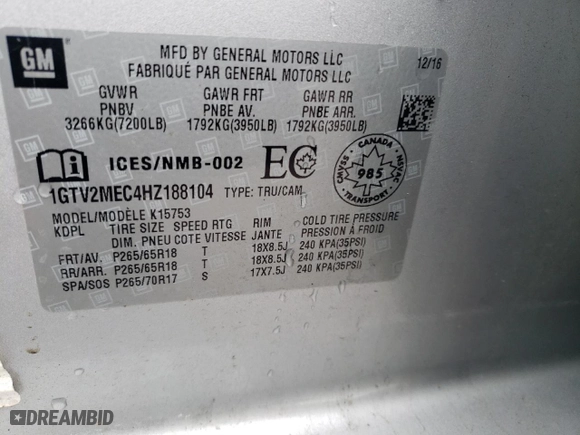 GM
MFD BY GENERAL MOTORS LLC
FABRIQUÉ PAR GENERAL MOTORS LLC
12/16
GVWR GAWR FRT GAWR RR
PNBV PNBE AV. PNBE ARR.
3266KG(7200LB) 1792KG(3950LB) 1792KG(3950LB)
ICES/NMB-002 EC
CANADA
CMVSS 985 NSVAC
TRANSPORT
1GTV2MEC4HZ188104 TYPE: TRU/CAM
MODEL/MODÈLE K15753
KDPL TIRE SIZE SPEED RTG RIM COLD TIRE PRESSURE
DIM. PNEU COTE VITESSE JANTE PRESSION À FROID
FRT/AV. P265/65R18 T 18X8.5J 240 KPA(35PSI)
RR/ARR. P265/65R18 T 18X8.5J 240 KPA(35PSI)
SPA/SOS P265/70R17 S 17X7.5J 240 KPA(35PSI)
DREAMBID